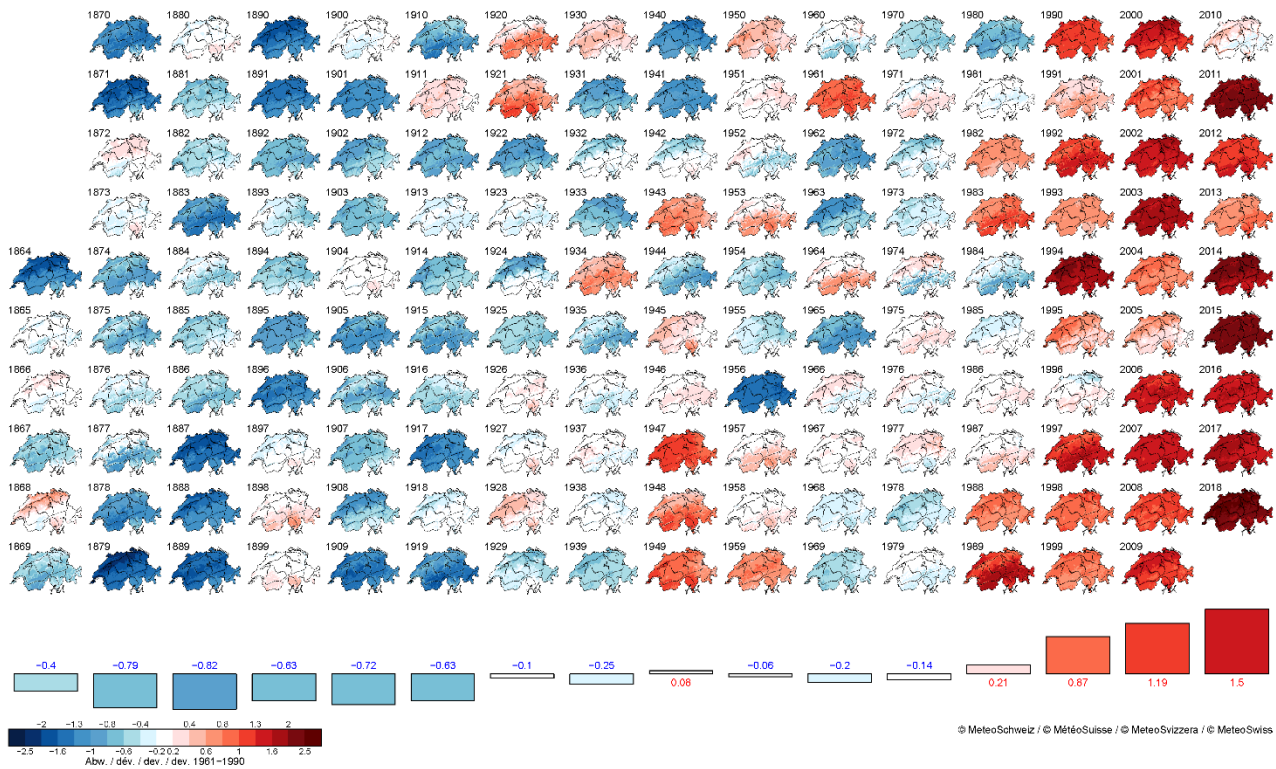 1870 1880 1890 1900 1910 1920 1930 1940 1950 1960 1970 1980 1990 2000 2010
1871 1881 1891 1901 1911 1921 1931 1941 1951 1961 1971 1981 1991 2001 2011
1872 1882 1892 1902 1912 1922 1932 1942 1952 1962 1972 1982 1992 2002 2012
1873 1883 1893 1903 1913 1923 1933 1943 1953 1963 1973 1983 1993 2003 2013
1864 1874 1884 1894 1904 1914 1924 1934 1944 1954 1964 1974 1984 1994 2004 2014
1865 1875 1885 1895 1905 1915 1925 1935 1945 1955 1965 1975 1985 1995 2005 2015
1866 1876 1886 1896 1906 1916 1926 1936 1946 1956 1966 1976 1986 1996 2006 2016
1867 1877 1887 1897 1907 1917 1927 1937 1947 1957 1967 1977 1987 1997 2007 2017
1868 1878 1888 1898 1908 1918 1928 1938 1948 1958 1968 1978 1988 1998 2008 2018
1869 1879 1889 1899 1909 1919 1929 1939 1949 1959 1969 1979 1989 1999 2009
−0.4 −0.79 −0.82 −0.63 −0.72 −0.63 −0.1 −0.25 0.08 −0.06 −0.2 −0.14 0.21 0.87 1.19 1.5
−2 −1.3 −0.8 −0.4 0.4 0.8 1.3 2
−2.5 −1.6 −1 −0.6 −0.2 0.2 0.6 1 1.6 2.5
Abw. / dév. / dev. / dev. 1961−1990
© MeteoSchweiz / © MétéoSuisse / © MeteoSvizzera / © MeteoSwiss